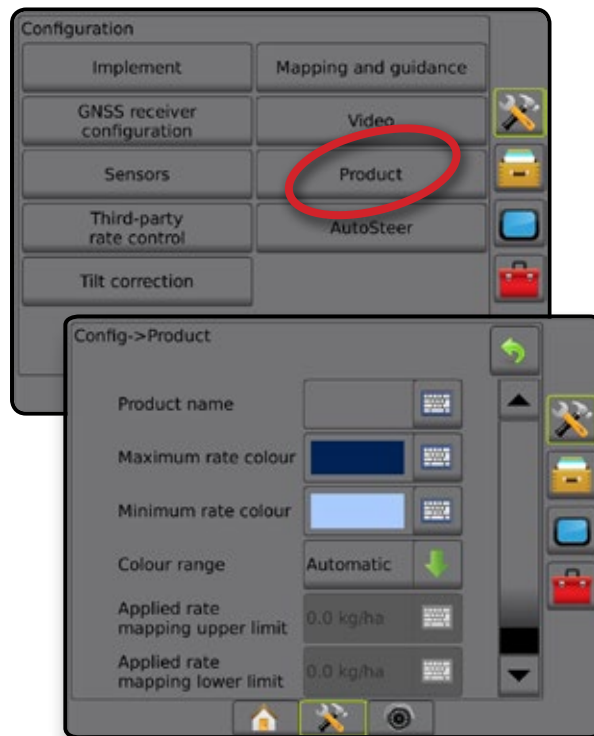 Configuration
Implement
Mapping and guidance
GNSS receiver
configuration
Video
Sensors
Product
Third-party
rate control
AutoSteer
Tilt correction
Config->Product
Product name
Maximum rate colour
Minimum rate colour
Colour range
Automatic
Applied rate
mapping upper limit
0.0 kg/ha
Applied rate
mapping lower limit
0.0 kg/ha